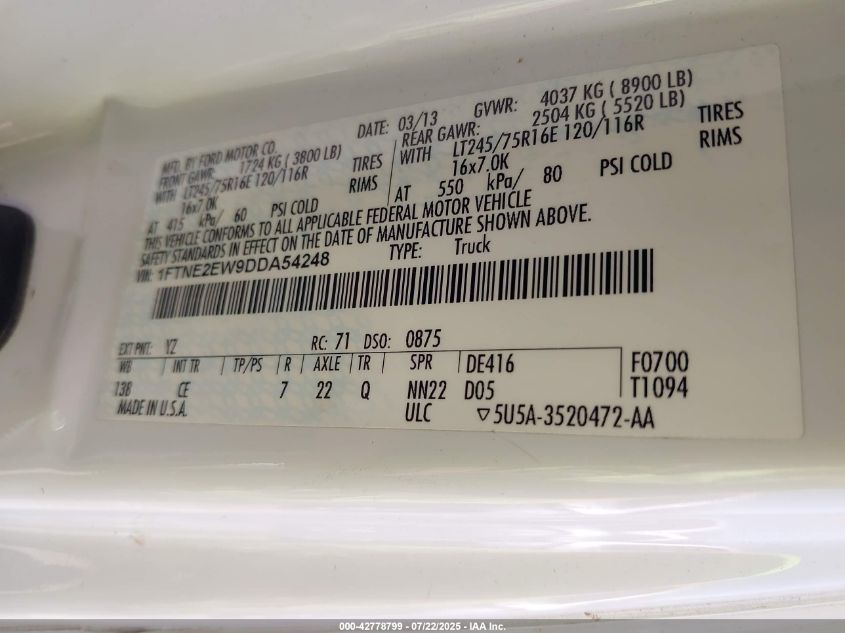 MFD. BY FORD MOTOR CO.
DATE: 03/13 GVWR: 4037 KG ( 8900 LB)
FRONT GAWR: 1724 KG ( 3800 LB) REAR GAWR: 2504 KG ( 5520 LB)
WITH LT245/75R16E 120/116R TIRES WITH LT245/75R16E 120/116R TIRES
16x7.0K RIMS 16x7.0K RIMS
AT 415 kPa/ 60 PSI COLD AT 550 kPa/ 80 PSI COLD
THIS VEHICLE CONFORMS TO ALL APPLICABLE FEDERAL MOTOR VEHICLE
SAFETY STANDARDS IN EFFECT ON THE DATE OF MANUFACTURE SHOWN ABOVE.
VIN: 1FTNE2EW9DDA54248 TYPE: Truck
EXT PNT: YZ RC: 71 DSO: 0875
WB INT TR TP/PS R AXLE TR SPR DE416 F0700
138 CE 7 22 Q NN22 D05 T1094
MADE IN U.S.A. ULC ▽5U5A-3520472-AA
000-42778799 - 07/22/2025 - IAA Inc.